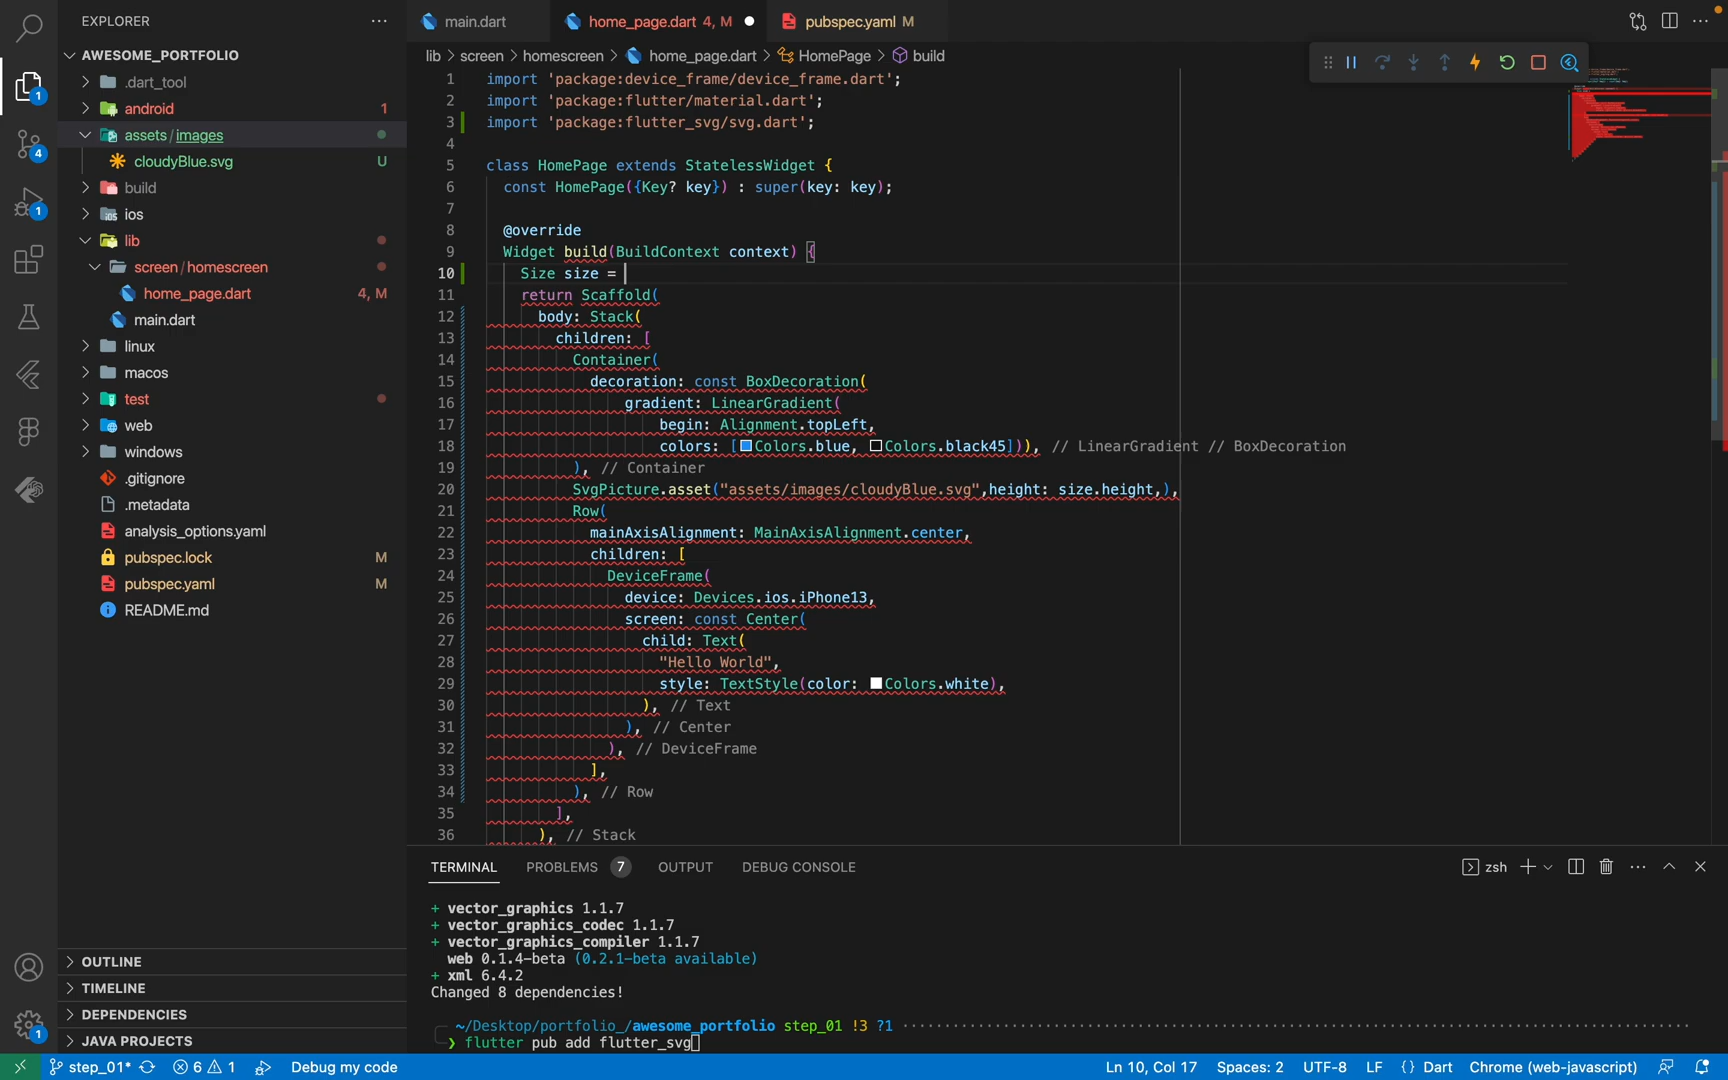 EXPLORER
AWESOME_PORTFOLIO
.dart_tool
android 1
assets / images
cloudyBlue.svg U
build
ios
lib
screen / homescreen
home_page.dart 4, M
main.dart
linux
macos
test
web
windows
.gitignore
.metadata
analysis_options.yaml
pubspec.lock M
pubspec.yaml M
README.md
OUTLINE
TIMELINE
DEPENDENCIES
JAVA PROJECTS
1
4
1
1
main.dart
home_page.dart 4, M
pubspec.yaml M
lib > screen > homescreen > home_page.dart > HomePage > build
1 import 'package:device_frame/device_frame.dart';
2 import 'package:flutter/material.dart';
3 import 'package:flutter_svg/svg.dart';
4
5 class HomePage extends StatelessWidget {
6 const HomePage({Key? key}) : super(key: key);
7
8 @override
9 Widget build(BuildContext context) {
10 Size size =
11 return Scaffold(
12 body: Stack(
13 children: [
14 Container(
15 decoration: const BoxDecoration(
16 gradient: LinearGradient(
17 begin: Alignment.topLeft,
18 colors: [Colors.blue, Colors.black45])), // LinearGradient // BoxDecoration
19 ), // Container
20 SvgPicture.asset("assets/images/cloudyBlue.svg",height: size.height,),
21 Row(
22 mainAxisAlignment: MainAxisAlignment.center,
23 children: [
24 DeviceFrame(
25 device: Devices.ios.iPhone13,
26 screen: const Center(
27 child: Text(
28 "Hello World",
29 style: TextStyle(color: Colors.white),
30 ), // Text
31 ), // Center
32 ), // DeviceFrame
33 ],
34 ), // Row
35 ],
36 ), // Stack
TERMINAL PROBLEMS 7 OUTPUT DEBUG CONSOLE
zsh
+ vector_graphics 1.1.7
+ vector_graphics_codec 1.1.7
+ vector_graphics_compiler 1.1.7
web 0.1.4-beta (0.2.1-beta available)
+ xml 6.4.2
Changed 8 dependencies!
~/Desktop/portfolio_/awesome_portfolio step_01 !3 ?1
❯ flutter pub add flutter_svg
step_01* 6 1 Debug my code Ln 10, Col 17 Spaces: 2 UTF-8 LF {} Dart Chrome (web-javascript)